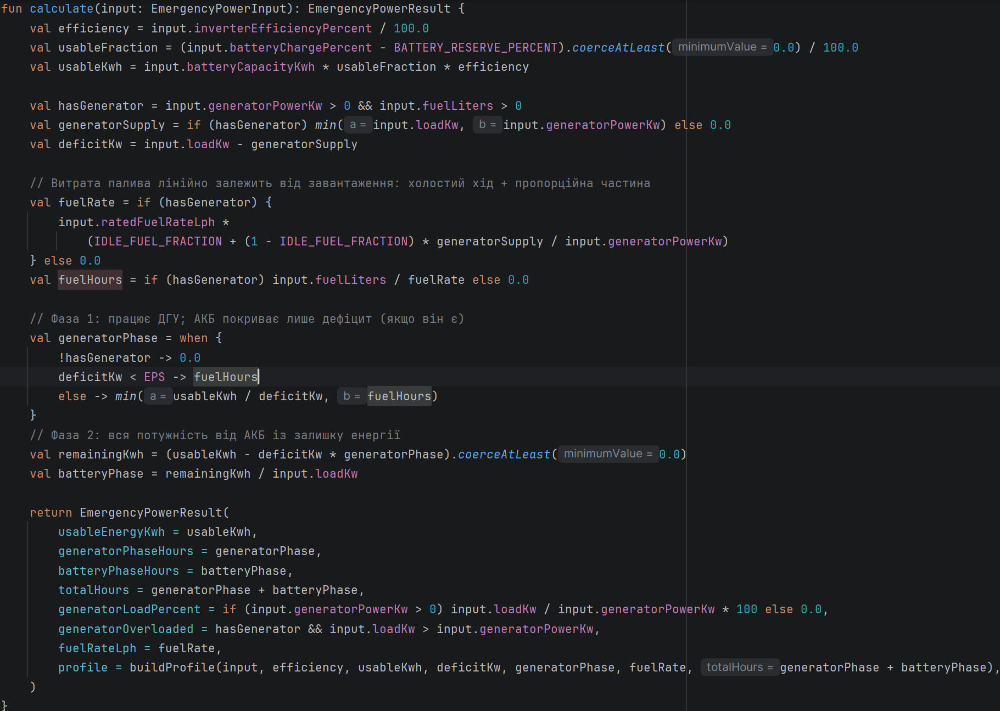 fun calculate(input: EmergencyPowerInput): EmergencyPowerResult {
    val efficiency = input.inverterEfficiencyPercent / 100.0
    val usableFraction = (input.batteryChargePercent - BATTERY_RESERVE_PERCENT).coerceAtLeast( minimumValue = 0.0) / 100.0
    val usableKwh = input.batteryCapacityKwh * usableFraction * efficiency

    val hasGenerator = input.generatorPowerKw > 0 && input.fuelLiters > 0
    val generatorSupply = if (hasGenerator) min( a = input.loadKw, b = input.generatorPowerKw) else 0.0
    val deficitKw = input.loadKw - generatorSupply

    // Витрата палива лінійно залежить від завантаження: холостий хід + пропорційна частина
    val fuelRate = if (hasGenerator) {
        input.ratedFuelRateLph *
            (IDLE_FUEL_FRACTION + (1 - IDLE_FUEL_FRACTION) * generatorSupply / input.generatorPowerKw)
    } else 0.0
    val fuelHours = if (hasGenerator) input.fuelLiters / fuelRate else 0.0

    // Фаза 1: працює ДГУ; АКБ покриває лише дефіцит (якщо він є)
    val generatorPhase = when {
        !hasGenerator -> 0.0
        deficitKw < EPS -> fuelHours
        else -> min( a = usableKwh / deficitKw, b = fuelHours)
    }
    // Фаза 2: вся потужність від АКБ із залишку енергії
    val remainingKwh = (usableKwh - deficitKw * generatorPhase).coerceAtLeast( minimumValue = 0.0)
    val batteryPhase = remainingKwh / input.loadKw

    return EmergencyPowerResult(
        usableEnergyKwh = usableKwh,
        generatorPhaseHours = generatorPhase,
        batteryPhaseHours = batteryPhase,
        totalHours = generatorPhase + batteryPhase,
        generatorLoadPercent = if (input.generatorPowerKw > 0) input.loadKw / input.generatorPowerKw * 100 else 0.0,
        generatorOverloaded = hasGenerator && input.loadKw > input.generatorPowerKw,
        fuelRateLph = fuelRate,
        profile = buildProfile(input, efficiency, usableKwh, deficitKw, generatorPhase, fuelRate, totalHours = generatorPhase + batteryPhase),
    )
}